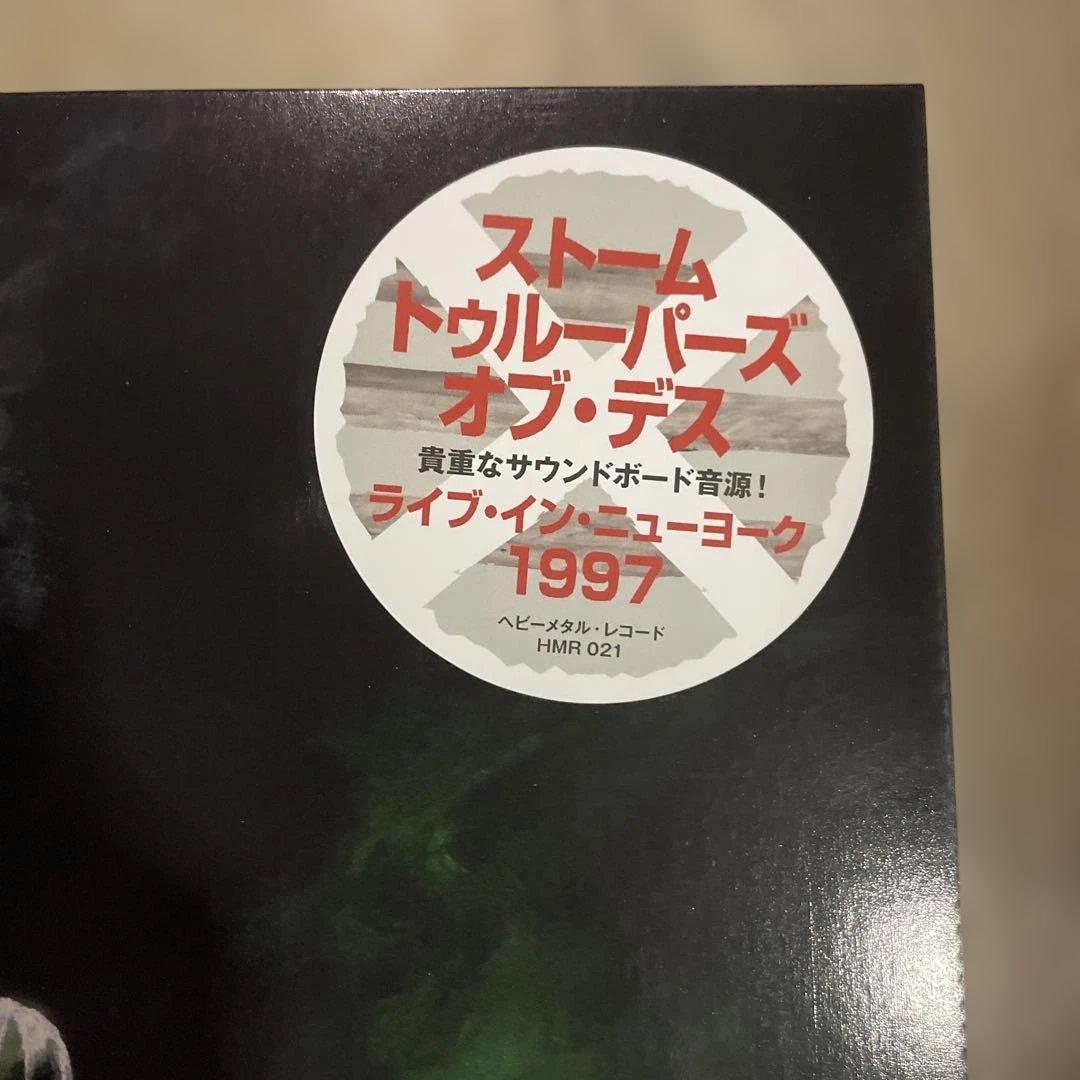 ストーム
トゥルーパーズ
オブ・デス
貴重なサウンドボード音源!
ライブ・イン・ニューヨーク
1997
ヘビーメタル・レコード
HMR 021